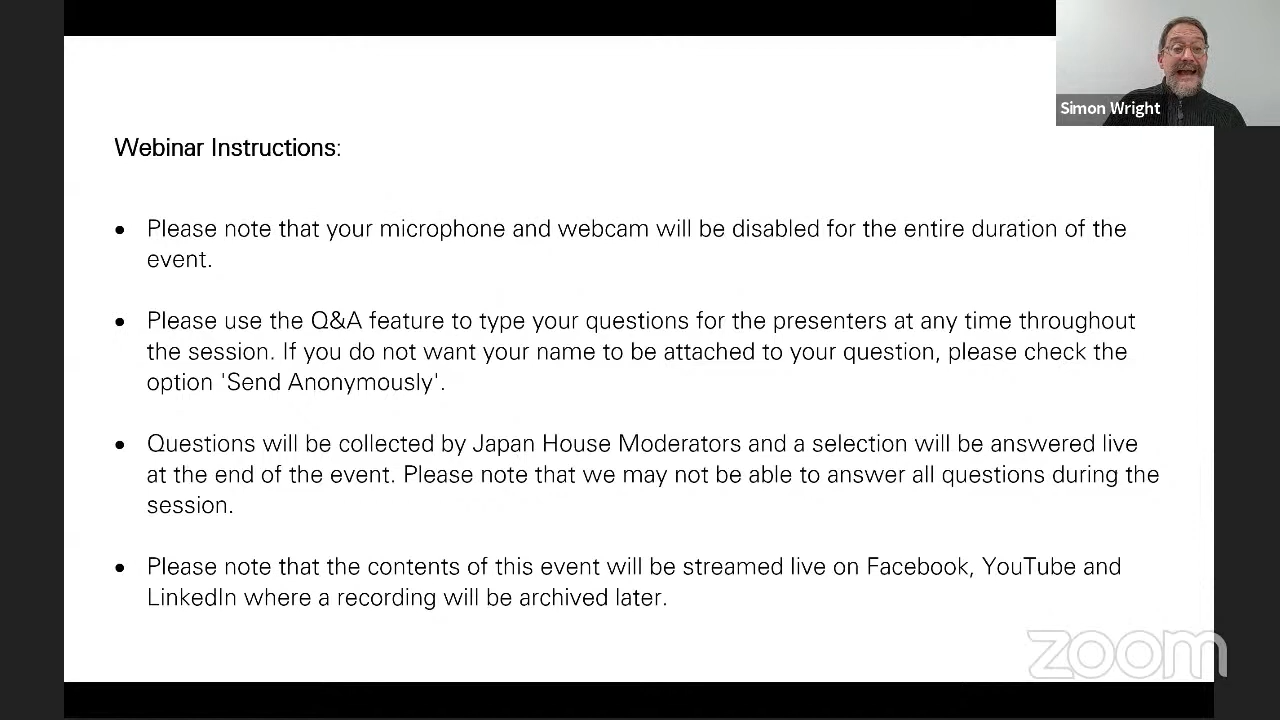 Simon Wright
Webinar Instructions:
• Please note that your microphone and webcam will be disabled for the entire duration of the
event.
• Please use the Q&A feature to type your questions for the presenters at any time throughout
the session. If you do not want your name to be attached to your question, please check the
option 'Send Anonymously'.
• Questions will be collected by Japan House Moderators and a selection will be answered live
at the end of the event. Please note that we may not be able to answer all questions during the
session.
• Please note that the contents of this event will be streamed live on Facebook, YouTube and
LinkedIn where a recording will be archived later.
zoom